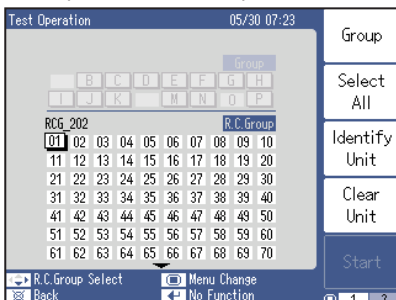 Test Operation 05/30 07:23
Group
Group
B C D E F G H
I J K M N O P
Select
All
RCG_202 R.C.Group
01 02 03 04 05 06 07 08 09 10
11 12 13 14 15 16 17 18 19 20
21 22 23 24 25 26 27 28 29 30
31 32 33 34 35 36 37 38 39 40
41 42 43 44 45 46 47 48 49 50
51 52 53 54 55 56 57 58 59 60
61 62 63 64 65 66 67 68 69 70
Identify
Unit
Clear
Unit
Start
R.C.Group Select Menu Change
Back No Function
1 2